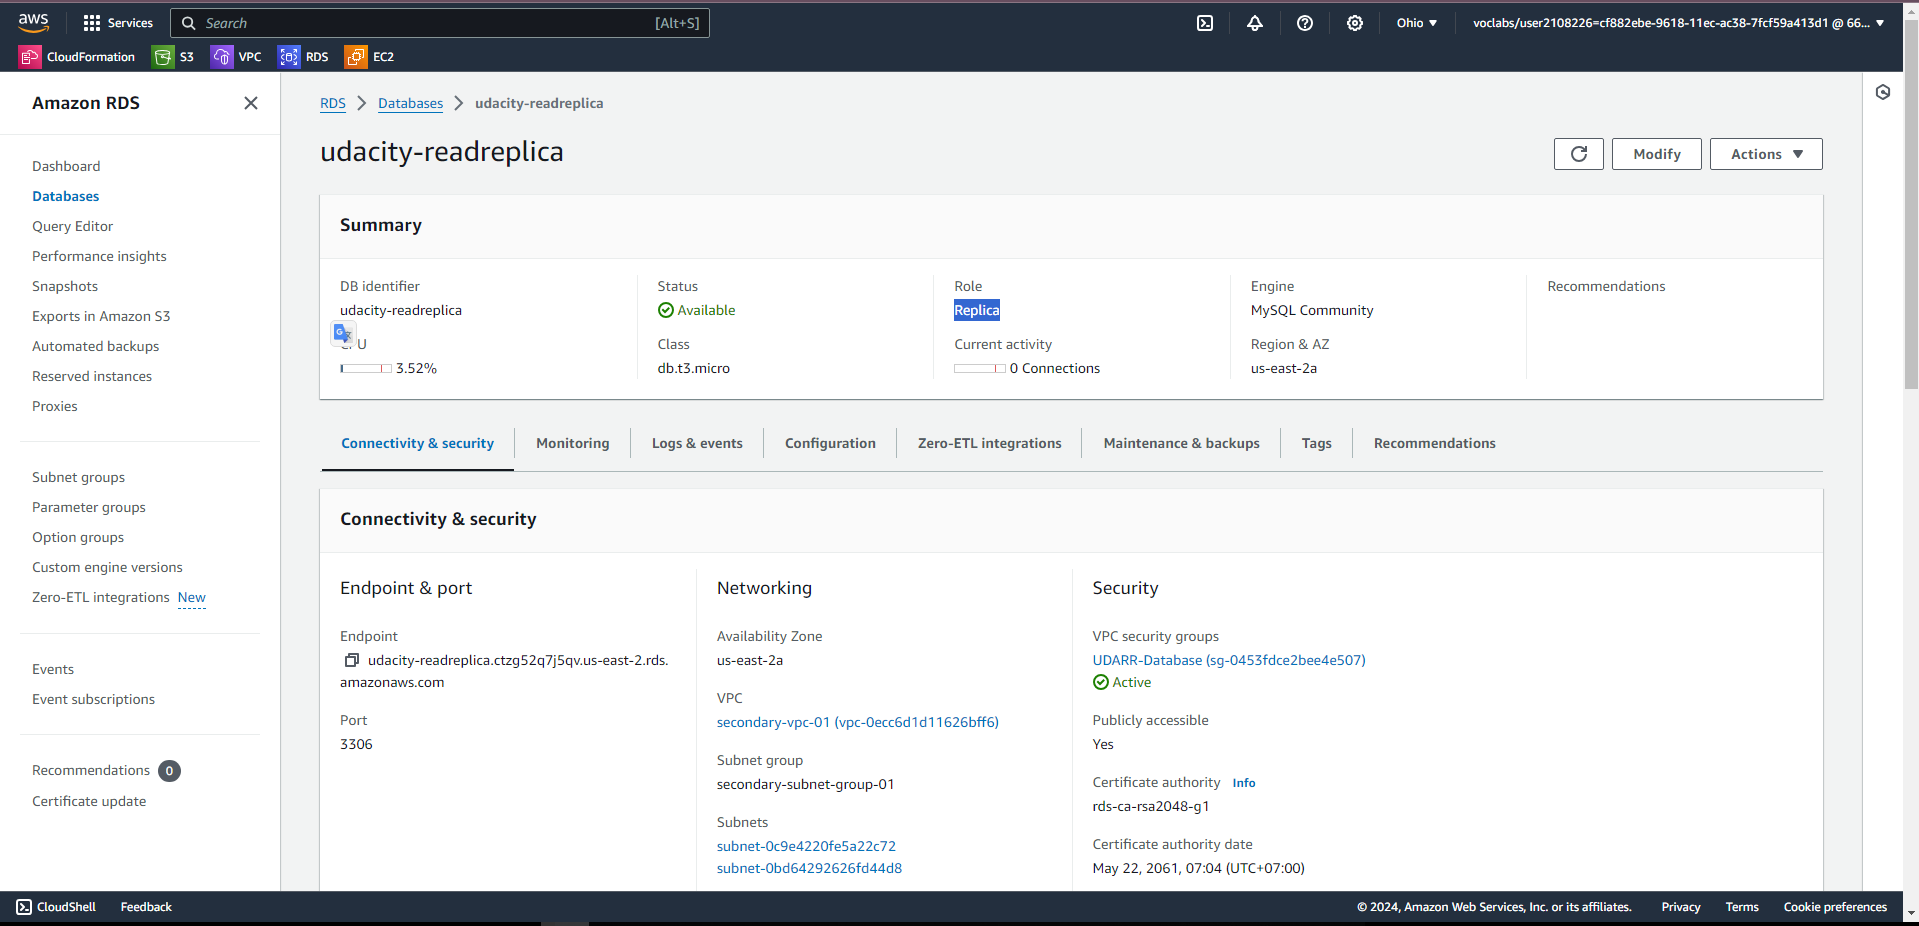 aws
Services
Search
[Alt+S]
Ohio
voclabs/user2108226=cf882ebe-9618-11ec-ac38-7fcf59a413d1 @ 66...
CloudFormation
S3
VPC
RDS
EC2
Amazon RDS
Dashboard
Databases
Query Editor
Performance insights
Snapshots
Exports in Amazon S3
Automated backups
Reserved instances
Proxies
Subnet groups
Parameter groups
Option groups
Custom engine versions
Zero-ETL integrations New
Events
Event subscriptions
Recommendations 0
Certificate update
RDS > Databases > udacity-readreplica
udacity-readreplica
Modify
Actions
Summary
DB identifier
udacity-readreplica
CPU
3.52%
Status
Available
Class
db.t3.micro
Role
Replica
Current activity
0 Connections
Engine
MySQL Community
Region & AZ
us-east-2a
Recommendations
Connectivity & security
Monitoring
Logs & events
Configuration
Zero-ETL integrations
Maintenance & backups
Tags
Recommendations
Connectivity & security
Endpoint & port
Endpoint
udacity-readreplica.ctzg52q7j5qv.us-east-2.rds.
amazonaws.com
Port
3306
Networking
Availability Zone
us-east-2a
VPC
secondary-vpc-01 (vpc-0ecc6d1d11626bff6)
Subnet group
secondary-subnet-group-01
Subnets
subnet-0c9e4220fe5a22c72
subnet-0bd64292626fd44d8
Security
VPC security groups
UDARR-Database (sg-0453fdce2bee4e507)
Active
Publicly accessible
Yes
Certificate authority Info
rds-ca-rsa2048-g1
Certificate authority date
May 22, 2061, 07:04 (UTC+07:00)
CloudShell
Feedback
© 2024, Amazon Web Services, Inc. or its affiliates.
Privacy
Terms
Cookie preferences